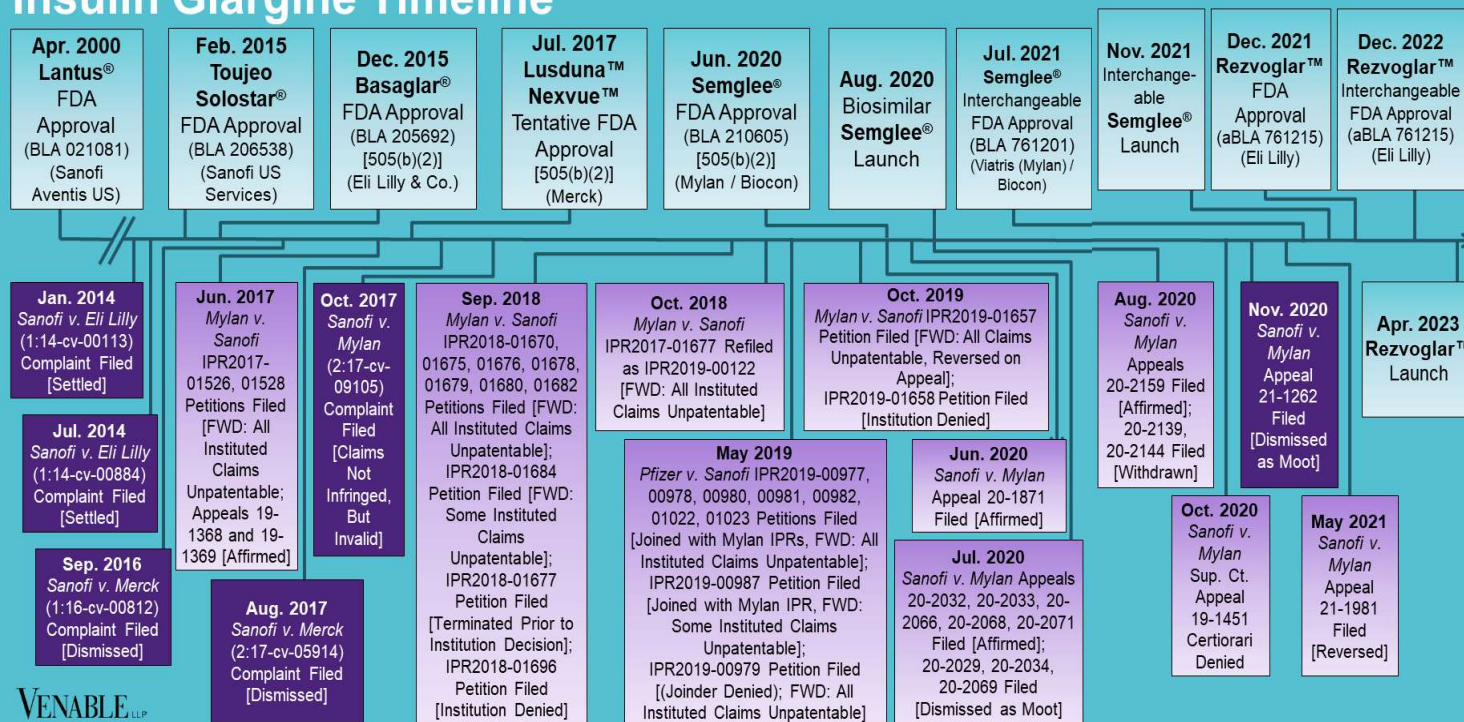 Insulin Glargine Timeline
Apr. 2000
Lantus®
FDA
Approval
(BLA 021081)
(Sanofi
Aventis US)
Feb. 2015
Toujeo
Solostar®
FDA Approval
(BLA 206538)
(Sanofi US
Services)
Dec. 2015
Basaglar®
FDA Approval
(BLA 205692)
[505(b)(2)]
(Eli Lilly & Co.)
Jul. 2017
Lusduna™
Nexvue™
Tentative FDA
Approval
[505(b)(2)]
(Merck)
Jun. 2020
Semglee®
FDA Approval
(BLA 210605)
[505(b)(2)]
(Mylan / Biocon)
Aug. 2020
Biosimilar
Semglee®
Launch
Jul. 2021
Semglee®
Interchangeable
FDA Approval
(BLA 761201)
(Viatris (Mylan) /
Biocon)
Nov. 2021
Interchange-
able
Semglee®
Launch
Dec. 2021
Rezvoglar™
FDA
Approval
(aBLA 761215)
(Eli Lilly)
Dec. 2022
Rezvoglar™
Interchangeable
FDA Approval
(aBLA 761215)
(Eli Lilly)
Jan. 2014
Sanofi v. Eli Lilly
(1:14-cv-00113)
Complaint Filed
[Settled]
Jul. 2014
Sanofi v. Eli Lilly
(1:14-cv-00884)
Complaint Filed
[Settled]
Sep. 2016
Sanofi v. Merck
(1:16-cv-00812)
Complaint Filed
[Dismissed]
Jun. 2017
Mylan v.
Sanofi
IPR2017-
01526, 01528
Petitions Filed
[FWD: All
Instituted
Claims
Unpatentable;
Appeals 19-
1368 and 19-
1369 [Affirmed]
Aug. 2017
Sanofi v. Merck
(2:17-cv-05914)
Complaint Filed
[Dismissed]
Oct. 2017
Sanofi v.
Mylan
(2:17-cv-
09105)
Complaint
Filed
[Claims
Not
Infringed,
But
Invalid]
Sep. 2018
Mylan v. Sanofi
IPR2018-01670,
01675, 01676, 01678,
01679, 01680, 01682
Petitions Filed [FWD:
All Instituted Claims
Unpatentable];
IPR2018-01684
Petition Filed [FWD:
Some Instituted
Claims
Unpatentable];
IPR2018-01677
Petition Filed
[Terminated Prior to
Institution Decision];
IPR2018-01696
Petition Filed
[Institution Denied]
Oct. 2018
Mylan v. Sanofi
IPR2017-01677 Refiled
as IPR2019-00122
[FWD: All Instituted
Claims Unpatentable]
May 2019
Pfizer v. Sanofi IPR2019-00977,
00978, 00980, 00981, 00982,
01022, 01023 Petitions Filed
[Joined with Mylan IPRs, FWD: All
Instituted Claims Unpatentable];
IPR2019-00987 Petition Filed
[Joined with Mylan IPR, FWD:
Some Instituted Claims
Unpatentable];
IPR2019-00979 Petition Filed
[(Joinder Denied); FWD: All
Instituted Claims Unpatentable]
Oct. 2019
Mylan v. Sanofi IPR2019-01657
Petition Filed [FWD: All Claims
Unpatentable, Reversed on
Appeal];
IPR2019-01658 Petition Filed
[Institution Denied]
Jun. 2020
Sanofi v. Mylan
Appeal 20-1871
Filed [Affirmed]
Jul. 2020
Sanofi v. Mylan Appeals
20-2032, 20-2033, 20-
2066, 20-2068, 20-2071
Filed [Affirmed];
20-2029, 20-2034,
20-2069 Filed
[Dismissed as Moot]
Aug. 2020
Sanofi v.
Mylan
Appeals
20-2159 Filed
[Affirmed];
20-2139,
20-2144 Filed
[Withdrawn]
Oct. 2020
Sanofi v.
Mylan
Sup. Ct.
Appeal
19-1451
Certiorari
Denied
Nov. 2020
Sanofi v.
Mylan
Appeal
21-1262
Filed
[Dismissed
as Moot]
May 2021
Sanofi v.
Mylan
Appeal
21-1981
Filed
[Reversed]
Apr. 2023
Rezvoglar™
Launch
VENABLE LLP